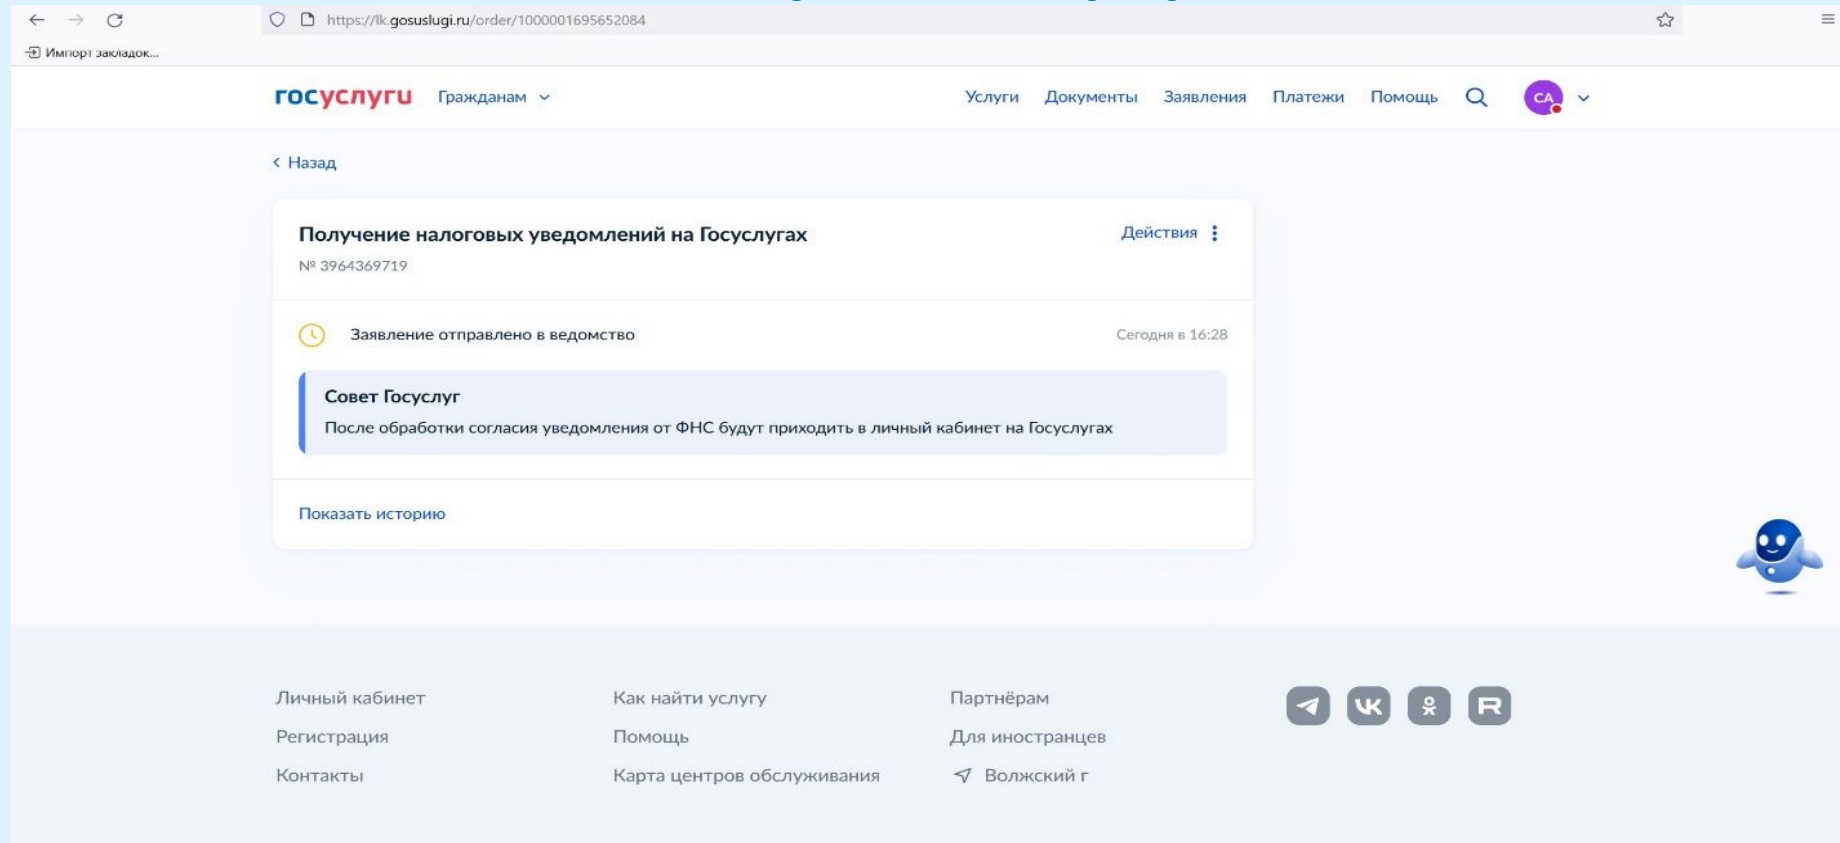 https://lk.gosuslugi.ru/order/1000001695652084
Импорт закладок...
госуслуги Гражданам Услуги Документы Заявления Платежи Помощь СА
Назад
Получение налоговых уведомлений на Госуслугах Действия
№ 3964369719
Заявление отправлено в ведомство Сегодня в 16:28
Совет Госуслуг
После обработки согласия уведомления от ФНС будут приходить в личный кабинет на Госуслугах
Показать историю
Личный кабинет Как найти услугу Партнёрам
Регистрация Помощь Для иностранцев
Контакты Карта центров обслуживания Волжский г